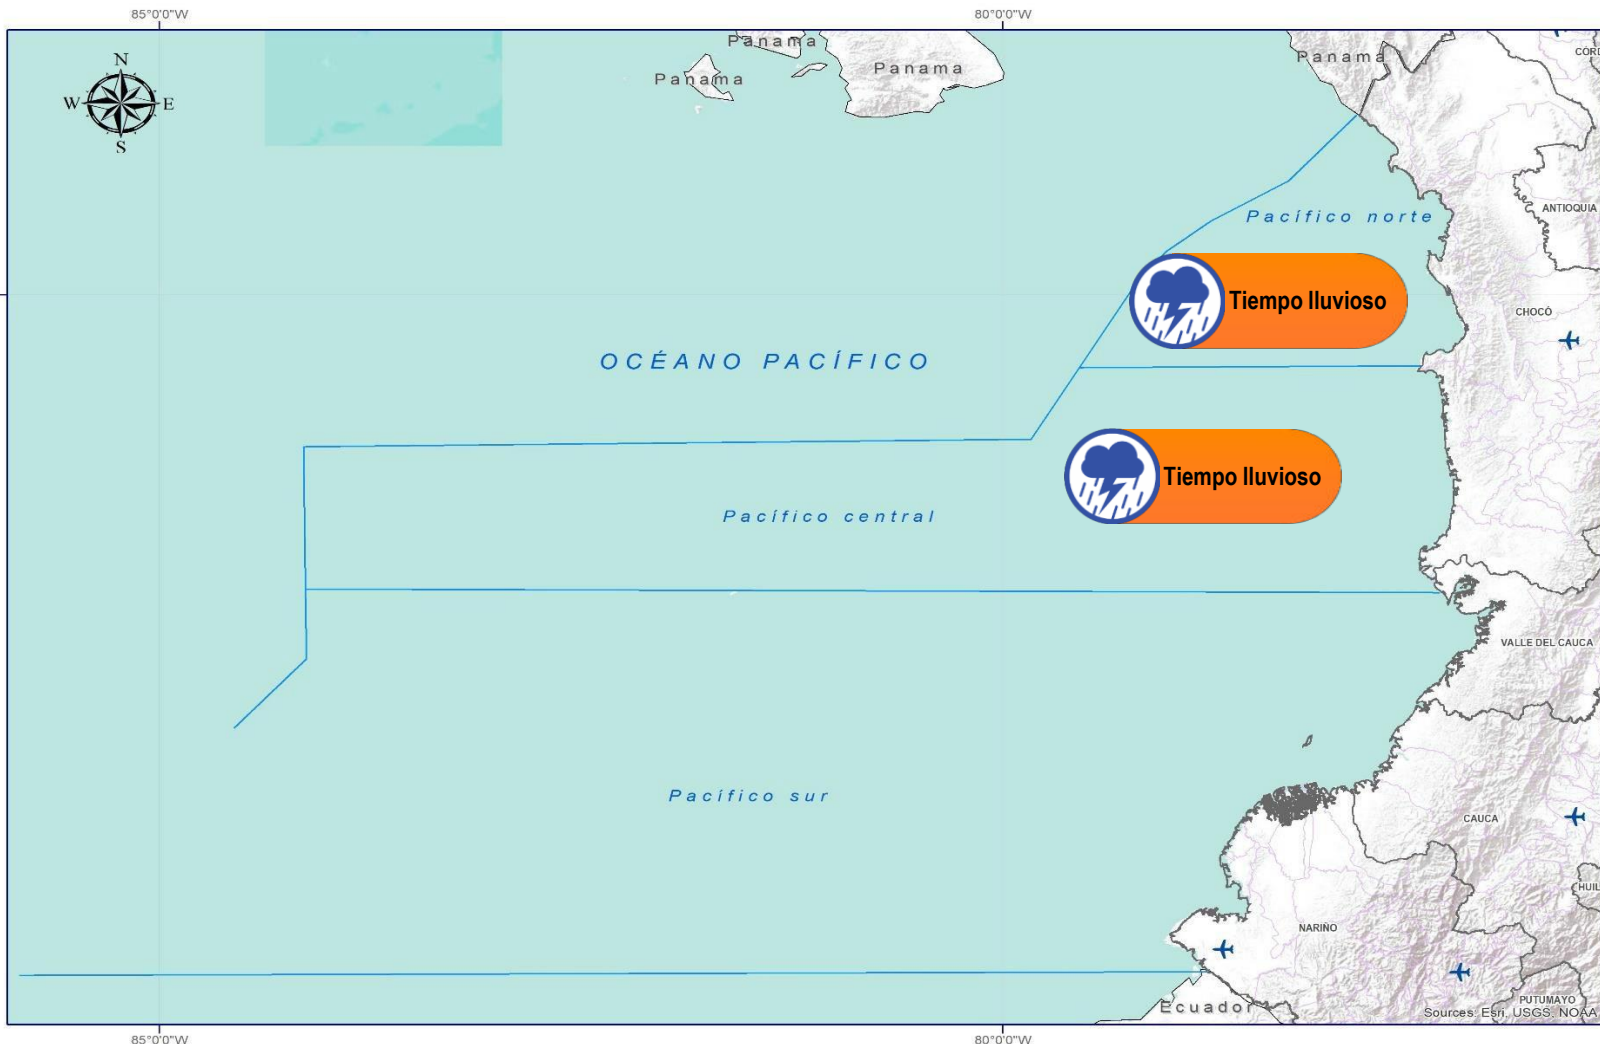 85°0'0"W
80°0'0"W
N
W
E
S
Panama
Panama
Panama
Panama
ANTIOQUIA
Pacífico norte
Tiempo lluvioso
CHOCÓ
OCÉANO PACÍFICO
Tiempo lluvioso
Pacífico central
VALLE DEL CAUCA
Pacífico sur
CAUCA
NARIÑO
PUTUMAYO
Ecuador
Sources: Esri, USGS, NOAA
85°0'0"W
80°0'0"W